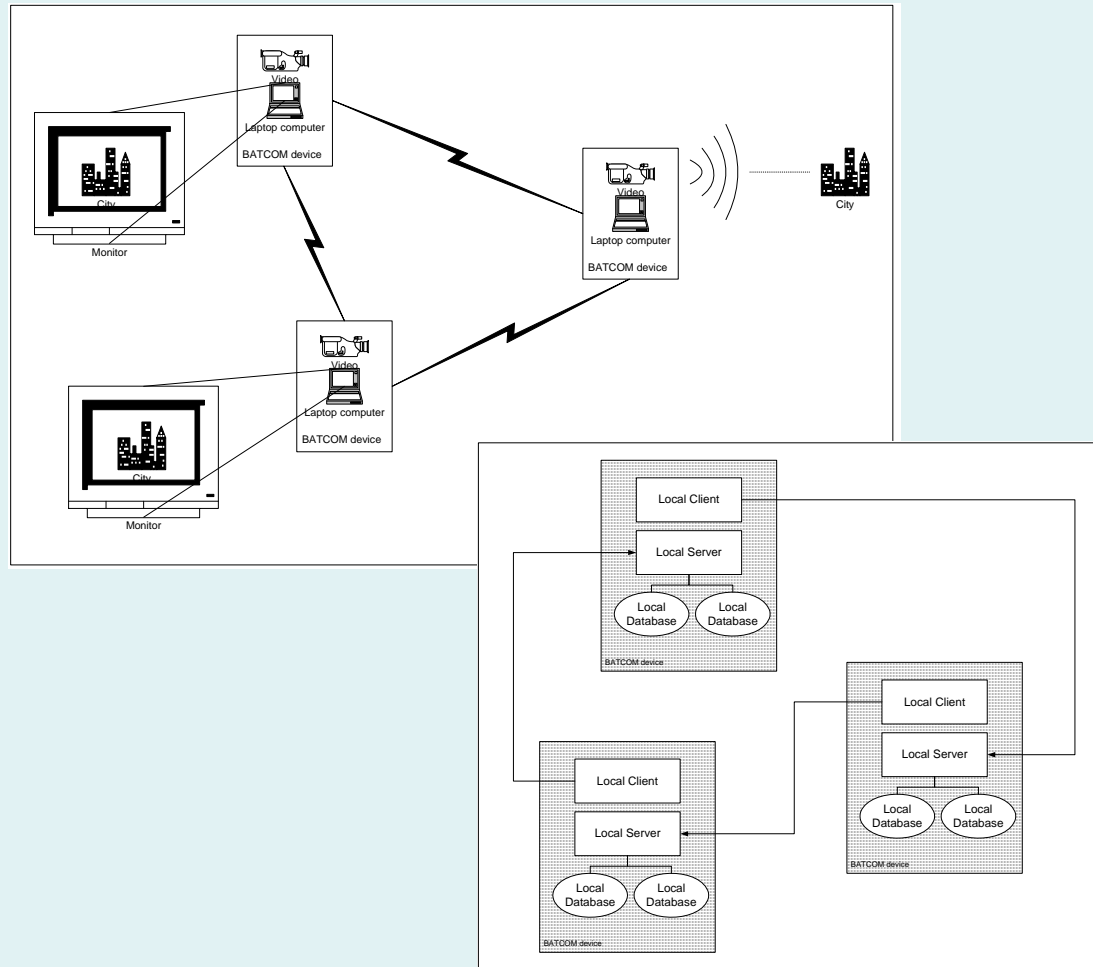 Video
Laptop computer
BATCOM device
City
Monitor
Video
Laptop computer
BATCOM device
City
Video
Laptop computer
BATCOM device
City
Monitor
Local Client
Local Server
Local
Database
Local
Database
BATCOM device
Local Client
Local Server
Local
Database
Local
Database
BATCOM device
Local Client
Local Server
Local
Database
Local
Database
BATCOM device